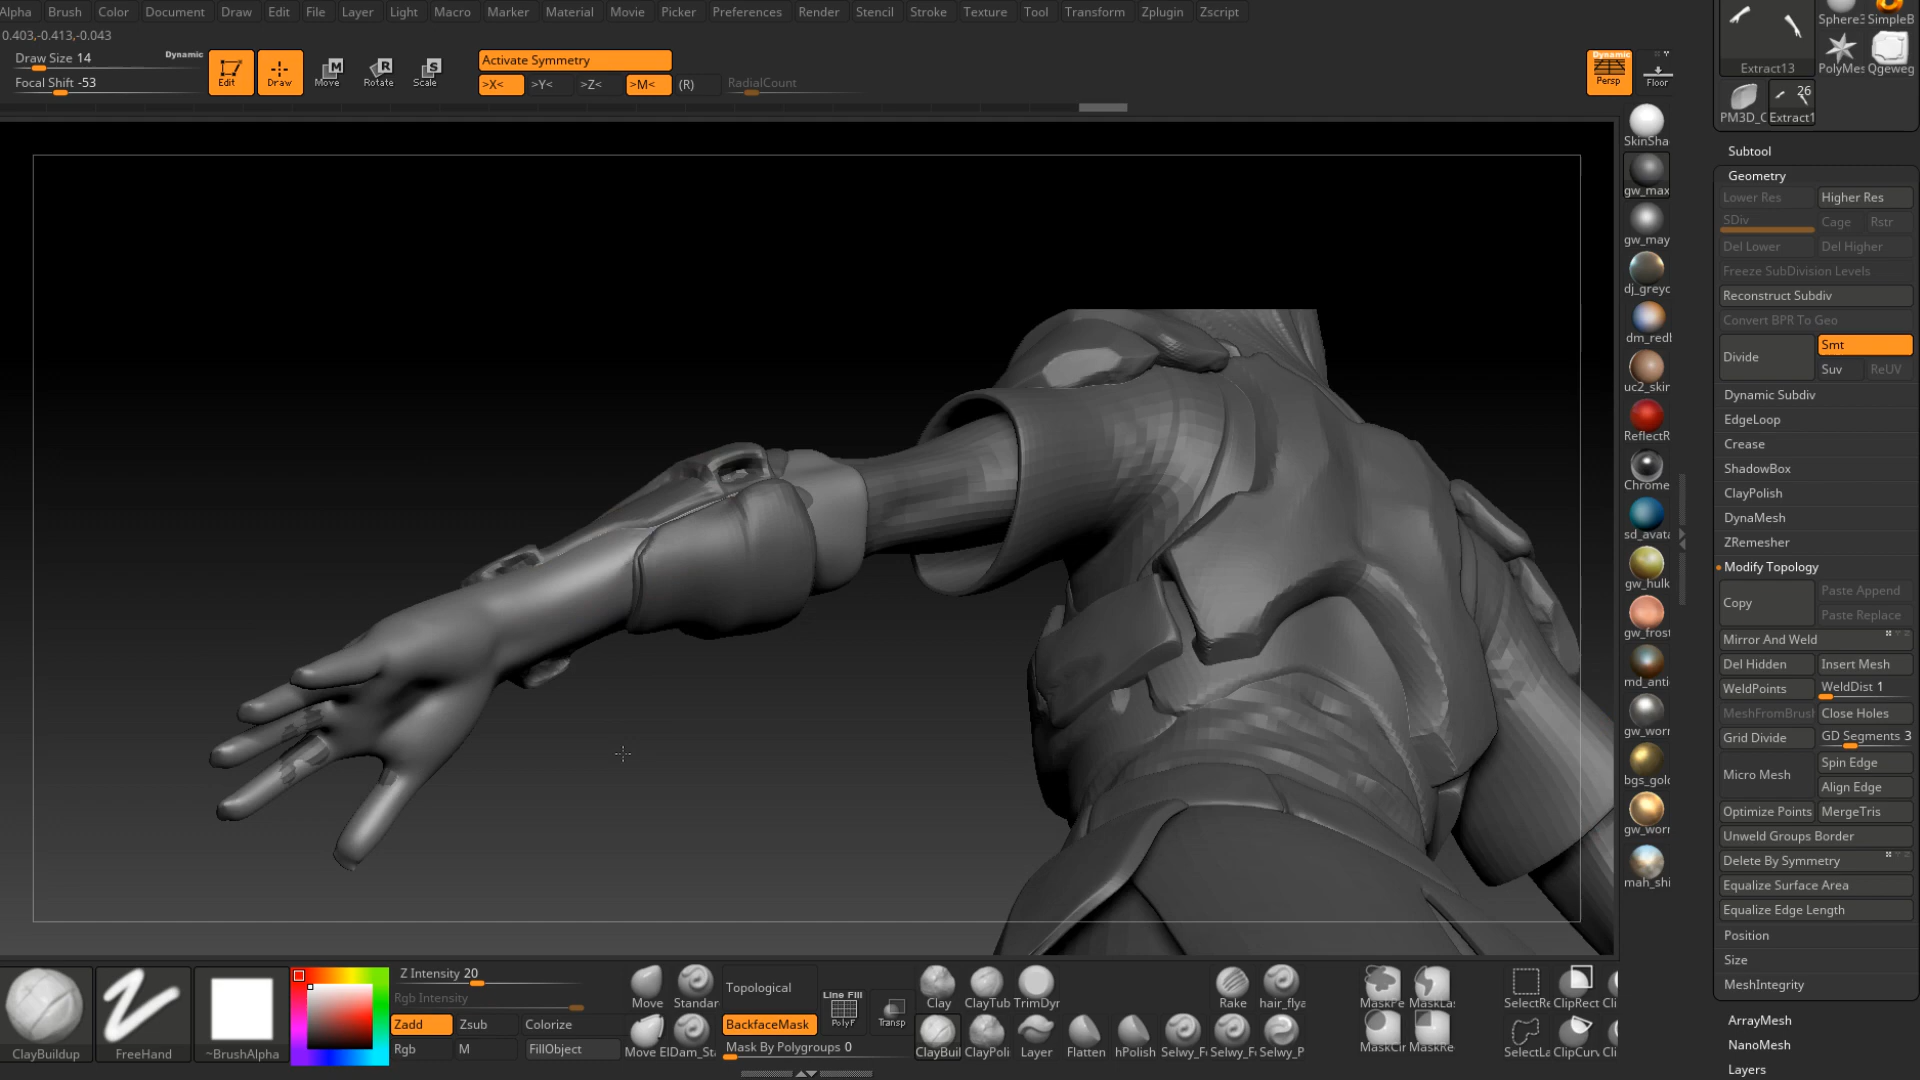 Alpha Brush Color Document Draw Edit File Layer Light Macro Marker Material Movie Picker Preferences Render Stencil Stroke Texture Tool Transform Zplugin Zscript
0.403,-0.413,-0.043
Draw Size 14
Dynamic
Focal Shift -53
Edit
Draw
Move
Rotate
Scale
M
R
S
Activate Symmetry
>X< >Y< >Z< >M< (R) RadialCount
Dynamic
Persp
Floor
SkinSha
gw_max
gw_may
dj_greyc
dm_redl
uc2_skir
ReflectR
Chrome
sd_avata
gw_hulk
gw_frost
md_anti
gw_worr
bgs_gold
gw_worr
mah_shi
Sphere3 SimpleB
Extract13
PolyMes Qgeweg
26
PM3D_C Extract1
Subtool
Geometry
Lower Res Higher Res
SDiv Cage Rstr
Del Lower Del Higher
Freeze SubDivision Levels
Reconstruct Subdiv
Convert BPR To Geo
Divide
Smt
Suv ReUV
Dynamic Subdiv
EdgeLoop
Crease
ShadowBox
ClayPolish
DynaMesh
ZRemesher
Modify Topology
Copy
Paste Append
Paste Replace
Mirror And Weld
Del Hidden Insert Mesh
WeldPoints WeldDist 1
MeshFromBrush Close Holes
Grid Divide GD Segments 3
Micro Mesh
Spin Edge
Align Edge
Optimize Points MergeTris
Unweld Groups Border
Delete By Symmetry
Equalize Surface Area
Equalize Edge Length
Position
Size
MeshIntegrity
ArrayMesh
NanoMesh
Layers
ClayBuildup
FreeHand
~BrushAlpha
Z Intensity 20
Rgb Intensity
Zadd Zsub Colorize
Rgb M FillObject
Move Standar
Move ElDam_St
Topological
BackfaceMask
Mask By Polygroups 0
Line Fill
PolyF
Transp
Clay ClayTub TrimDyr
ClayBuil ClayPoli Layer Flatten hPolish Selwy_F Selwy_F Selwy_P
Rake hair_flya
MaskPe MaskLa
MaskCir MaskRe
SelectRe ClipRect Cli
SelectLa ClipCurv Cli